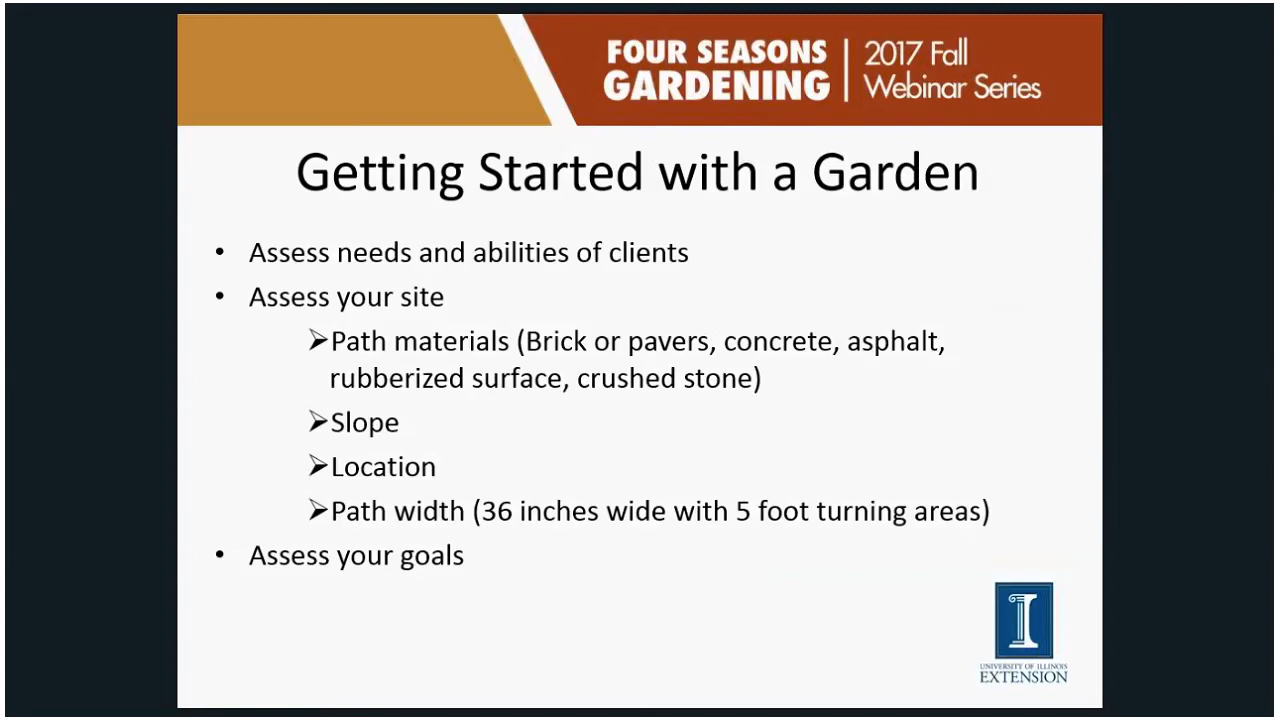 FOUR SEASONS
GARDENING
2017 Fall
Webinar Series
Getting Started with a Garden
• Assess needs and abilities of clients
• Assess your site
➢Path materials (Brick or pavers, concrete, asphalt,
rubberized surface, crushed stone)
➢Slope
➢Location
➢Path width (36 inches wide with 5 foot turning areas)
• Assess your goals
I
UNIVERSITY OF ILLINOIS
EXTENSION